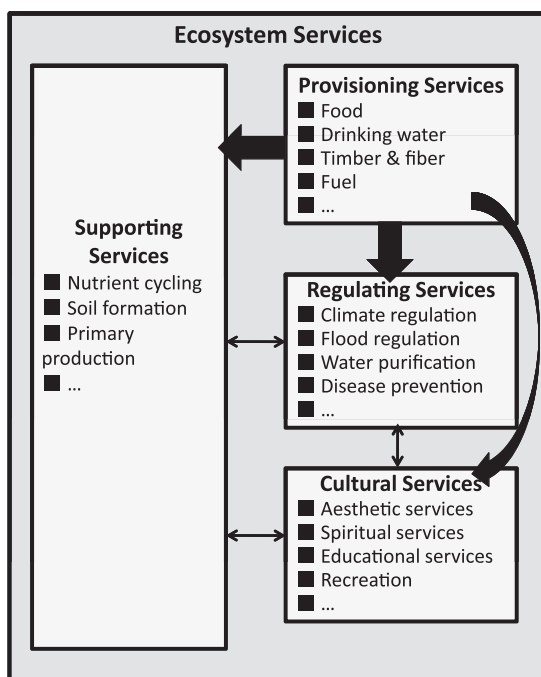 Ecosystem Services
Supporting
Services
Nutrient cycling
Soil formation
Primary
production
...
Provisioning Services
Food
Drinking water
Timber & fiber
Fuel
...
Regulating Services
Climate regulation
Flood regulation
Water purification
Disease prevention
...
Cultural Services
Aesthetic services
Spiritual services
Educational services
Recreation
...